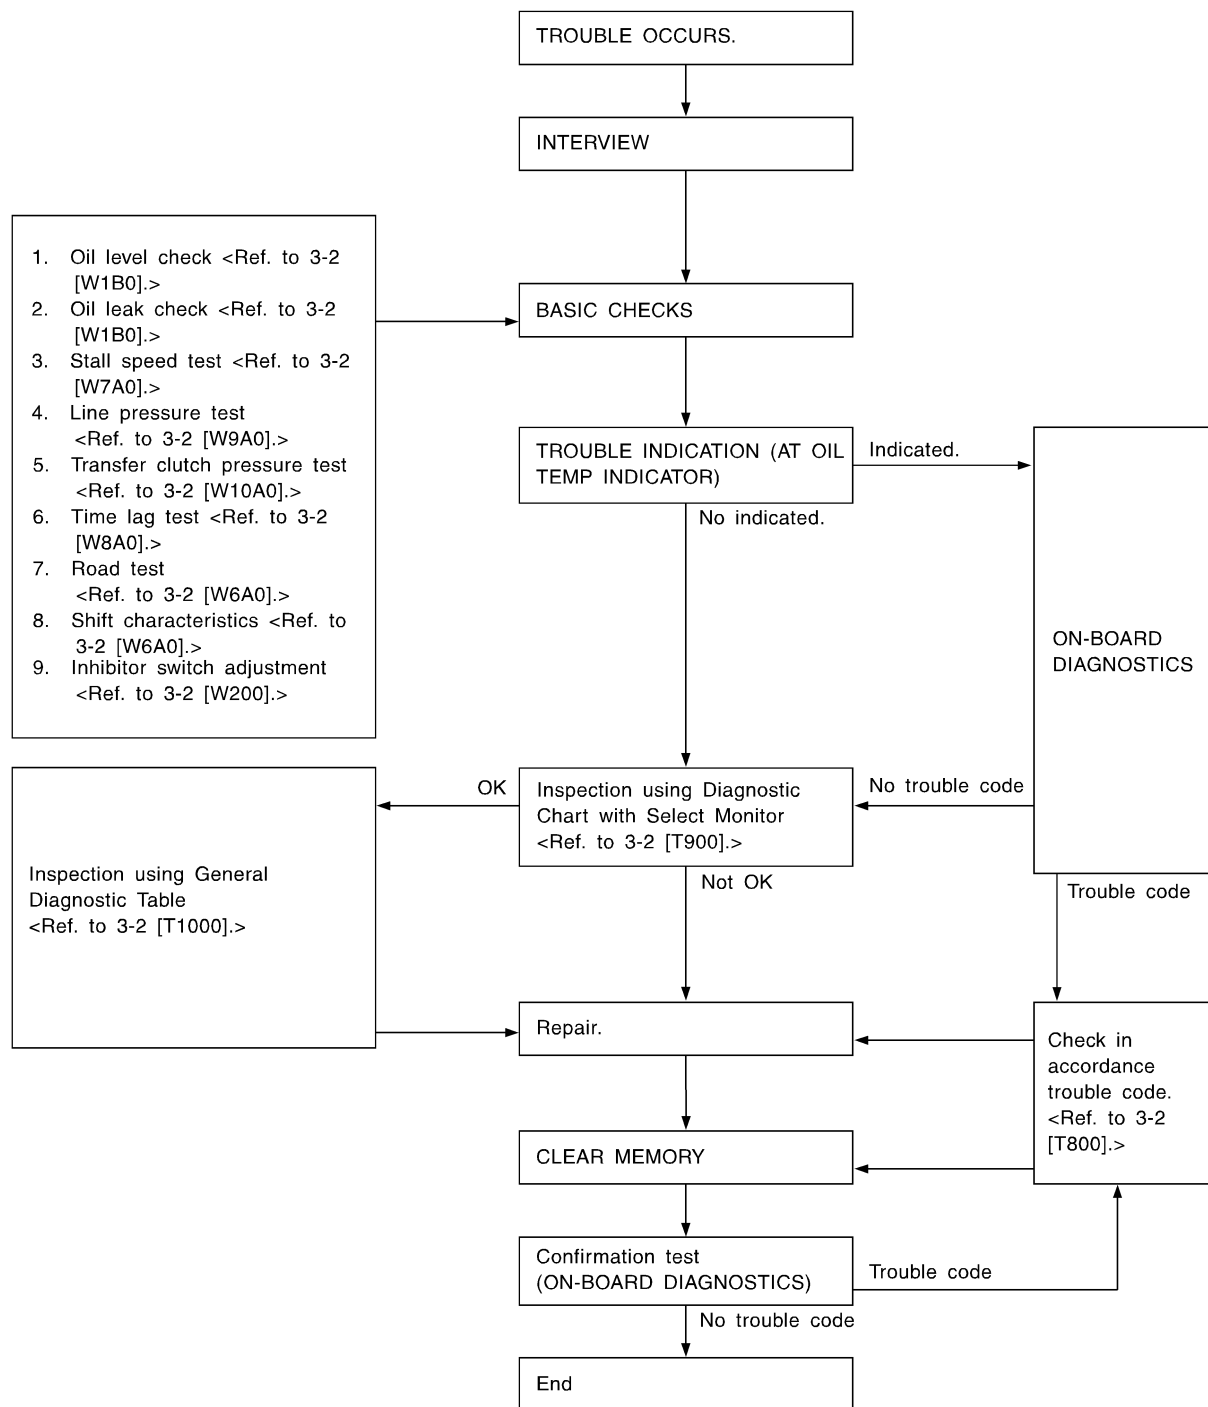 TROUBLE OCCURS.
INTERVIEW
1. Oil level check <Ref. to 3-2
[W1B0].>
2. Oil leak check <Ref. to 3-2
[W1B0].>
3. Stall speed test <Ref. to 3-2
[W7A0].>
4. Line pressure test
<Ref. to 3-2 [W9A0].>
5. Transfer clutch pressure test
<Ref. to 3-2 [W10A0].>
6. Time lag test <Ref. to 3-2
[W8A0].>
7. Road test
<Ref. to 3-2 [W6A0].>
8. Shift characteristics <Ref. to
3-2 [W6A0].>
9. Inhibitor switch adjustment
<Ref. to 3-2 [W200].>
BASIC CHECKS
TROUBLE INDICATION (AT OIL
TEMP INDICATOR)
Indicated.
No indicated.
ON-BOARD
DIAGNOSTICS
OK
Inspection using Diagnostic
Chart with Select Monitor
<Ref. to 3-2 [T900].>
No trouble code
Not OK
Trouble code
Inspection using General
Diagnostic Table
<Ref. to 3-2 [T1000].>
Repair.
Check in
accordance
trouble code.
<Ref. to 3-2
[T800].>
CLEAR MEMORY
Confirmation test
(ON-BOARD DIAGNOSTICS)
Trouble code
No trouble code
End